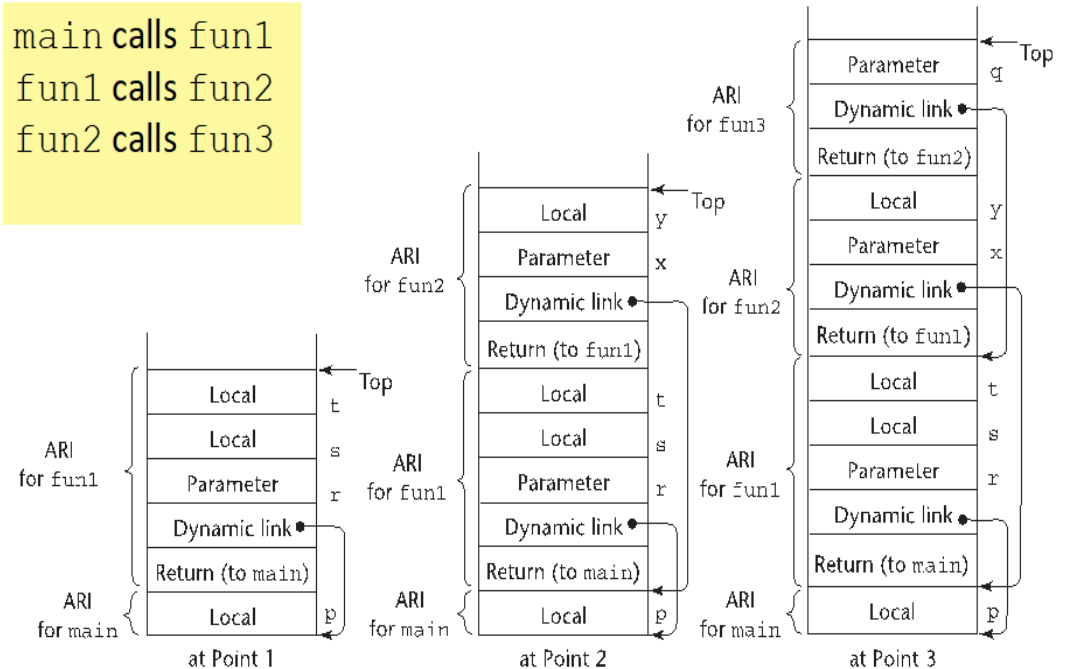 main calls fun1
fun1 calls fun2
fun2 calls fun3
Top
Local t
Local s
Parameter r
Dynamic link
Return (to main)
Local p
ARI
for fun1
ARI
for main
at Point 1
Top
Local y
Parameter x
Dynamic link
Return (to fun1)
Local t
Local s
Parameter r
Dynamic link
Return (to main)
Local p
ARI
for fun2
ARI
for fun1
ARI
for main
at Point 2
Top
Parameter q
Dynamic link
Return (to fun2)
Local y
Parameter x
Dynamic link
Return (to fun1)
Local t
Local s
Parameter r
Dynamic link
Return (to main)
Local p
ARI
for fun3
ARI
for fun2
ARI
for fun1
ARI
for main
at Point 3